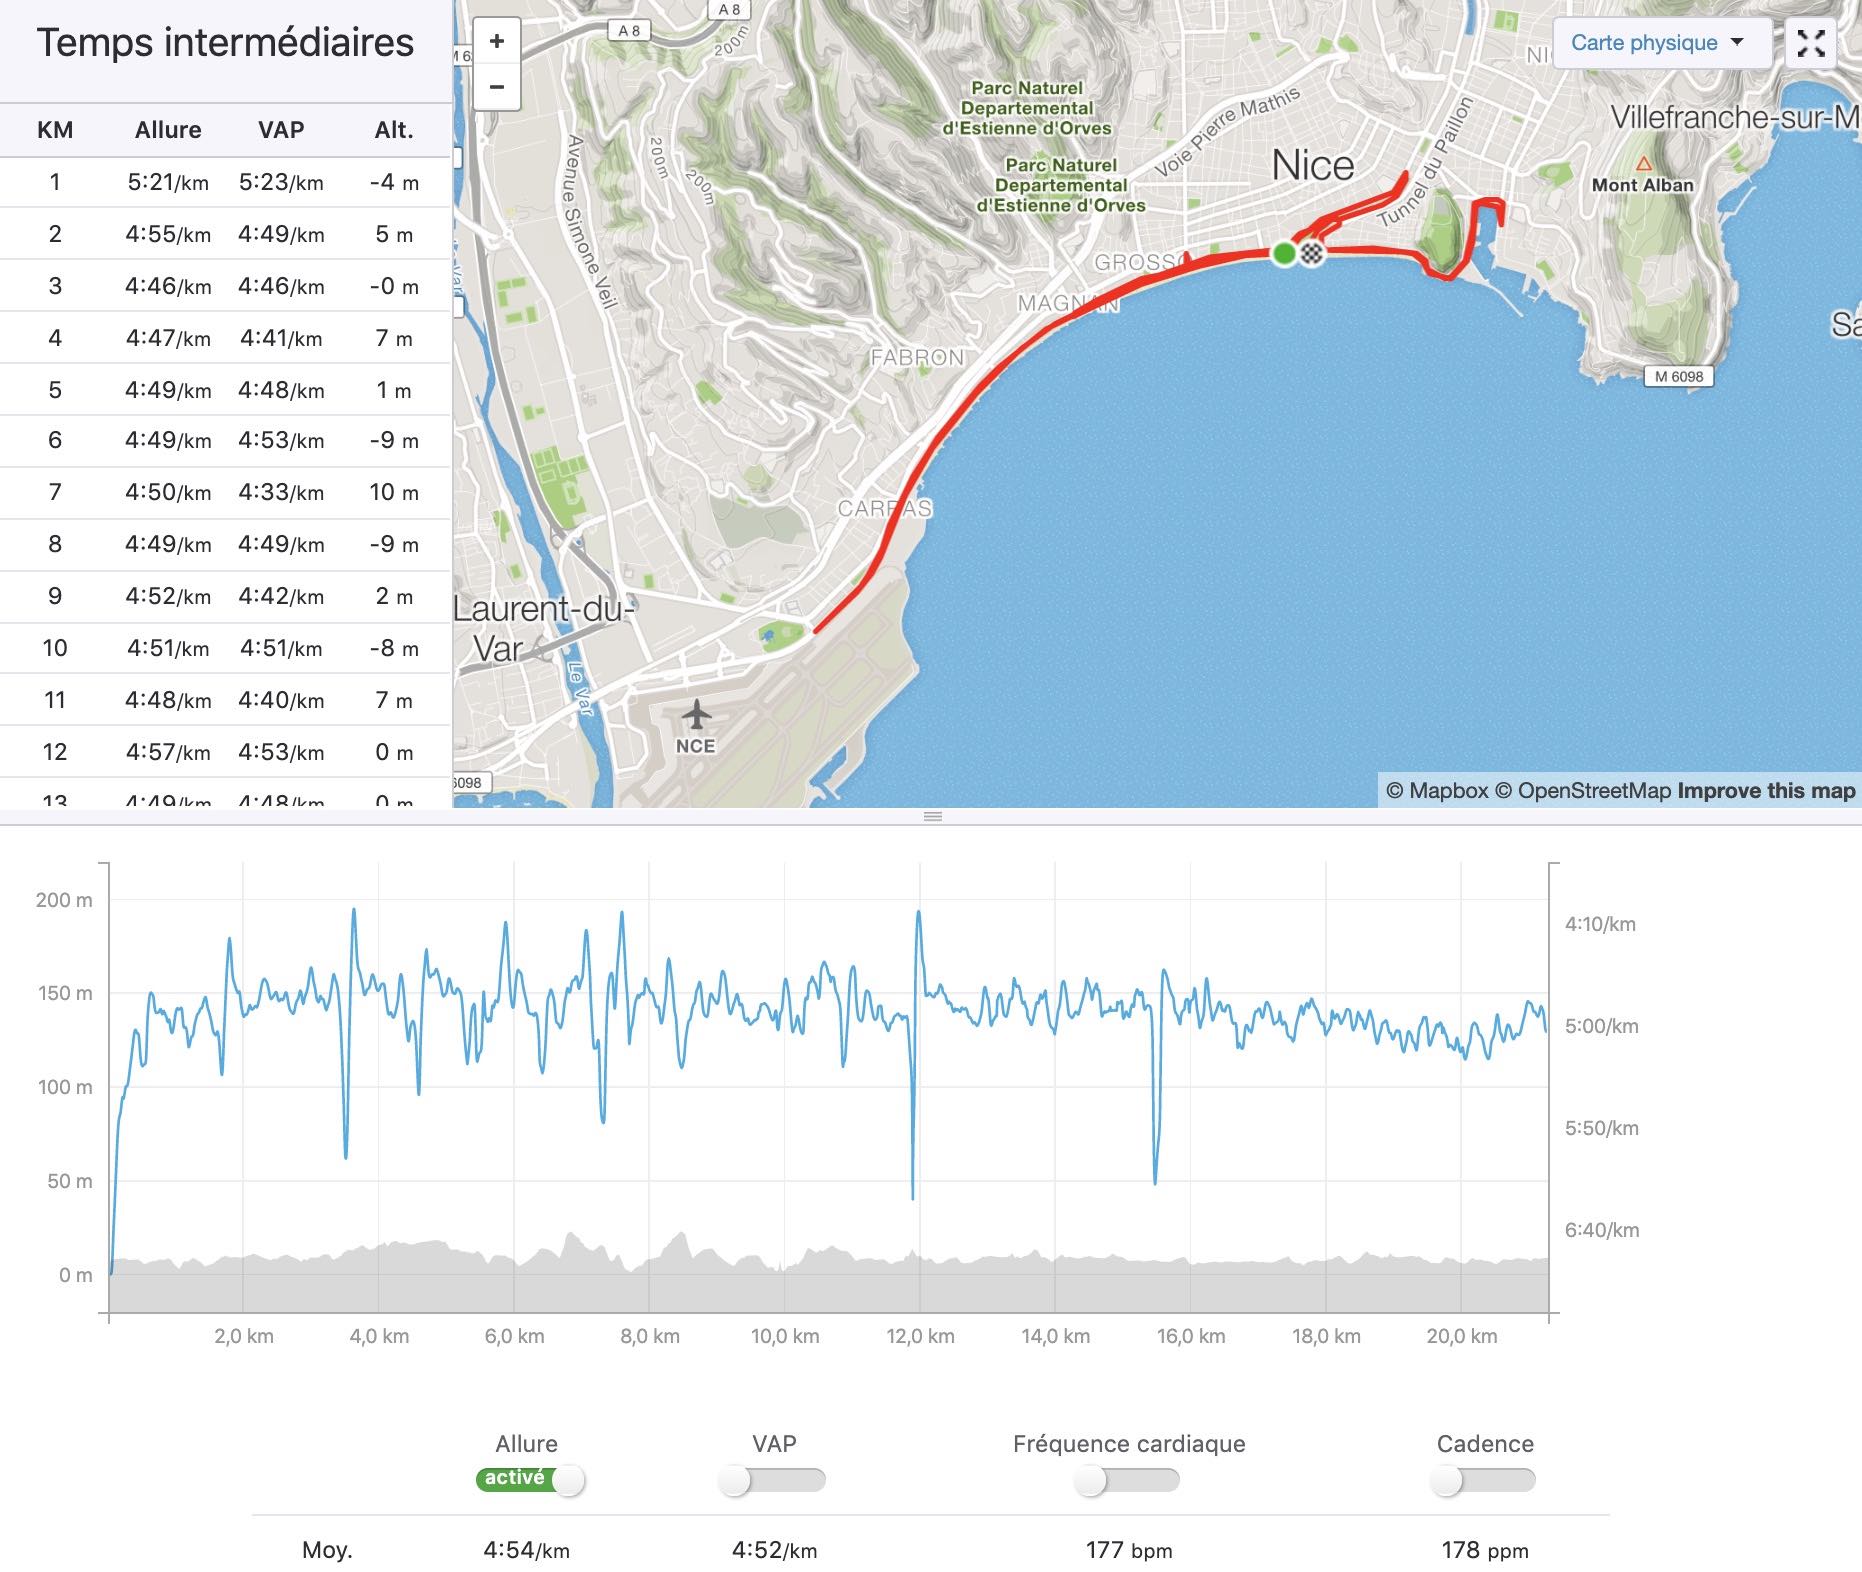 Temps intermédiaires
KM Allure VAP Alt.
1 5:21/km 5:23/km -4 m
2 4:55/km 4:49/km 5 m
3 4:46/km 4:46/km -0 m
4 4:47/km 4:41/km 7 m
5 4:49/km 4:48/km 1 m
6 4:49/km 4:53/km -9 m
7 4:50/km 4:33/km 10 m
8 4:49/km 4:49/km -9 m
9 4:52/km 4:42/km 2 m
10 4:51/km 4:51/km -8 m
11 4:48/km 4:40/km 7 m
12 4:57/km 4:53/km 0 m
13 4:49/km 4:48/km 0 m
+
−
A 8
A 8
200m
M 6
Carte physique
Parc Naturel
Departemental
d'Estienne d'Orves
Parc Naturel
Departemental
d'Estienne d'Orves
Voie Pierre Mathis
Nice
NI
Tunnel du Paillon
Villefranche-sur-M
Mont Alban
Avenue Simone Veil
200m
200m
GROSSO
MAGNAN
FABRON
CARRAS
Sa
M 6098
Laurent-du-
Var
Le Var
NCE
6098
© Mapbox © OpenStreetMap Improve this map
200 m
150 m
100 m
50 m
0 m
4:10/km
5:00/km
5:50/km
6:40/km
2,0 km 4,0 km 6,0 km 8,0 km 10,0 km 12,0 km 14,0 km 16,0 km 18,0 km 20,0 km
Allure VAP Fréquence cardiaque Cadence
activé
Moy. 4:54/km 4:52/km 177 bpm 178 ppm